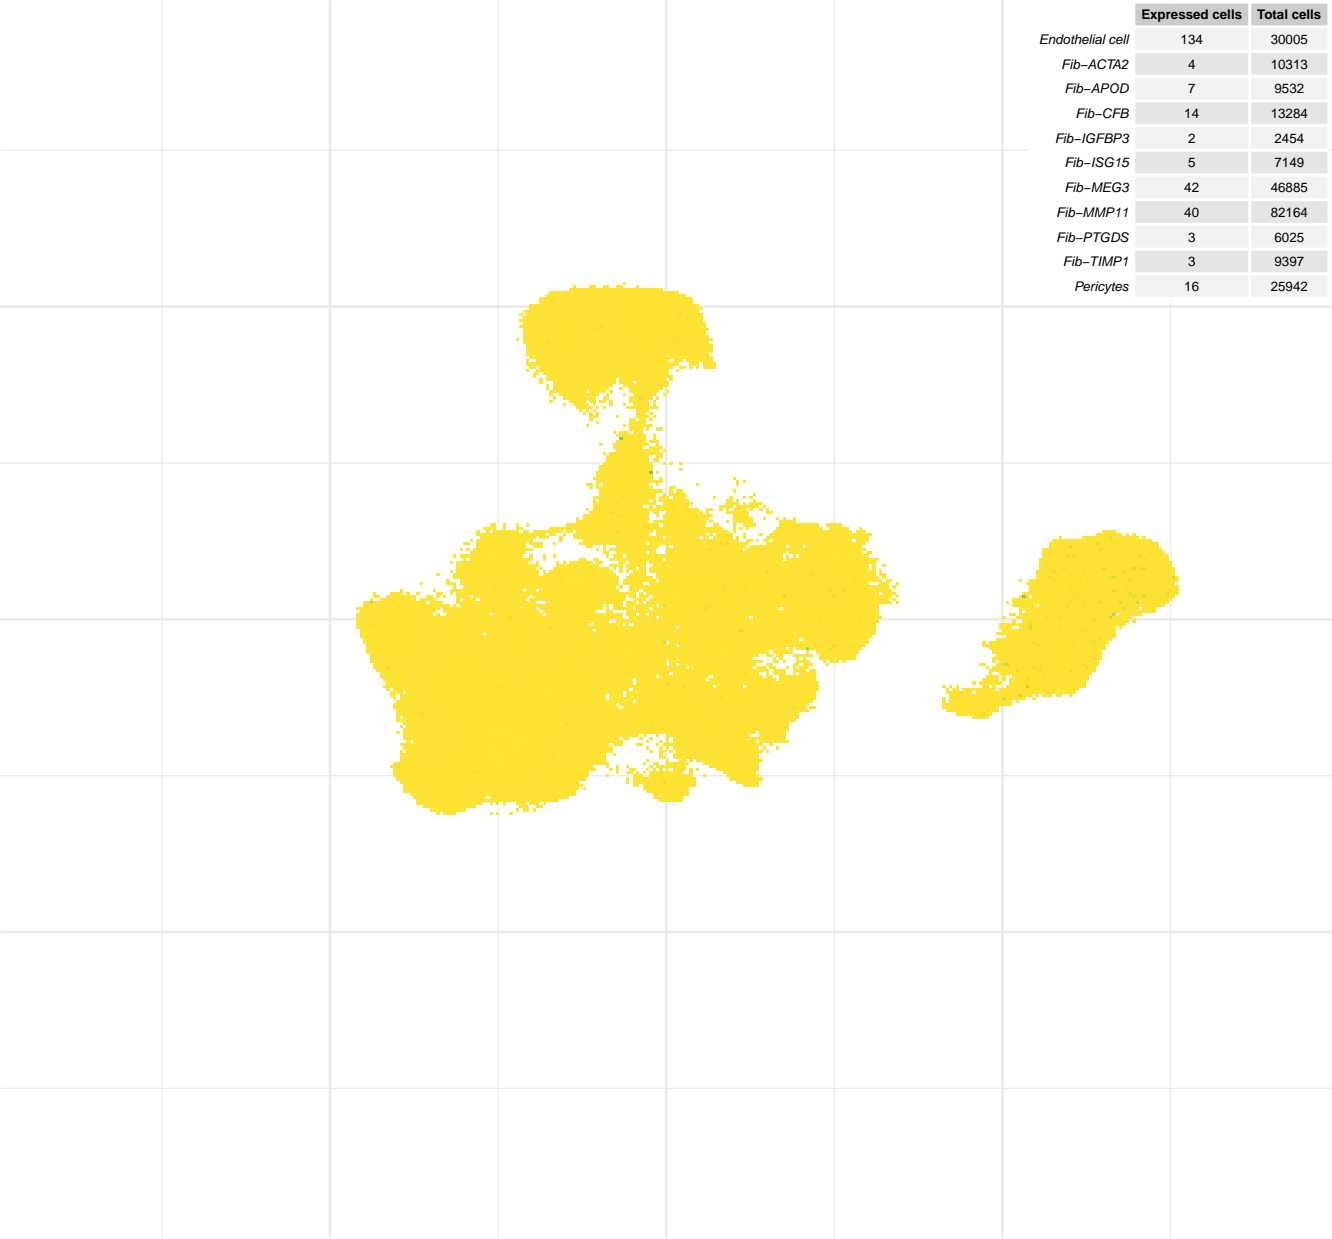 Expressed cells Total cells
Endothelial cell 134 30005
Fib−ACTA2 4 10313
Fib−APOD 7 9532
Fib−CFB 14 13284
Fib−IGFBP3 2 2454
Fib−ISG15 5 7149
Fib−MEG3 42 46885
Fib−MMP11 40 82164
Fib−PTGDS 3 6025
Fib−TIMP1 3 9397
Pericytes 16 25942